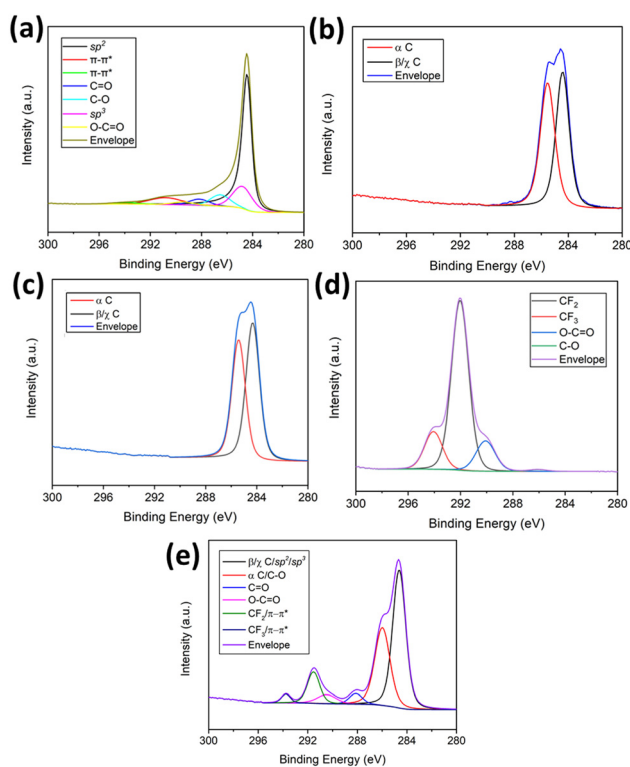 (a)
sp²
π-π*
π-π*
C=O
C-O
sp³
O-C=O
Envelope
Intensity (a.u.)
300 296 292 288 284 280
Binding Energy (eV)
(b)
α C
β/χ C
Envelope
Intensity (a.u.)
300 296 292 288 284 280
Binding Energy (eV)
(c)
α C
β/χ C
Envelope
Intensity (a.u.)
300 296 292 288 284 280
Binding Energy (eV)
(d)
CF₂
CF₃
O-C=O
C-O
Envelope
Intensity (a.u.)
300 296 292 288 284 280
Binding Energy (eV)
(e)
β/χ C/sp²/sp³
α C/C-O
C=O
O-C=O
CF₂/π-π*
CF₃/π-π*
Envelope
Intensity (a.u.)
300 296 292 288 284 280
Binding Energy (eV)